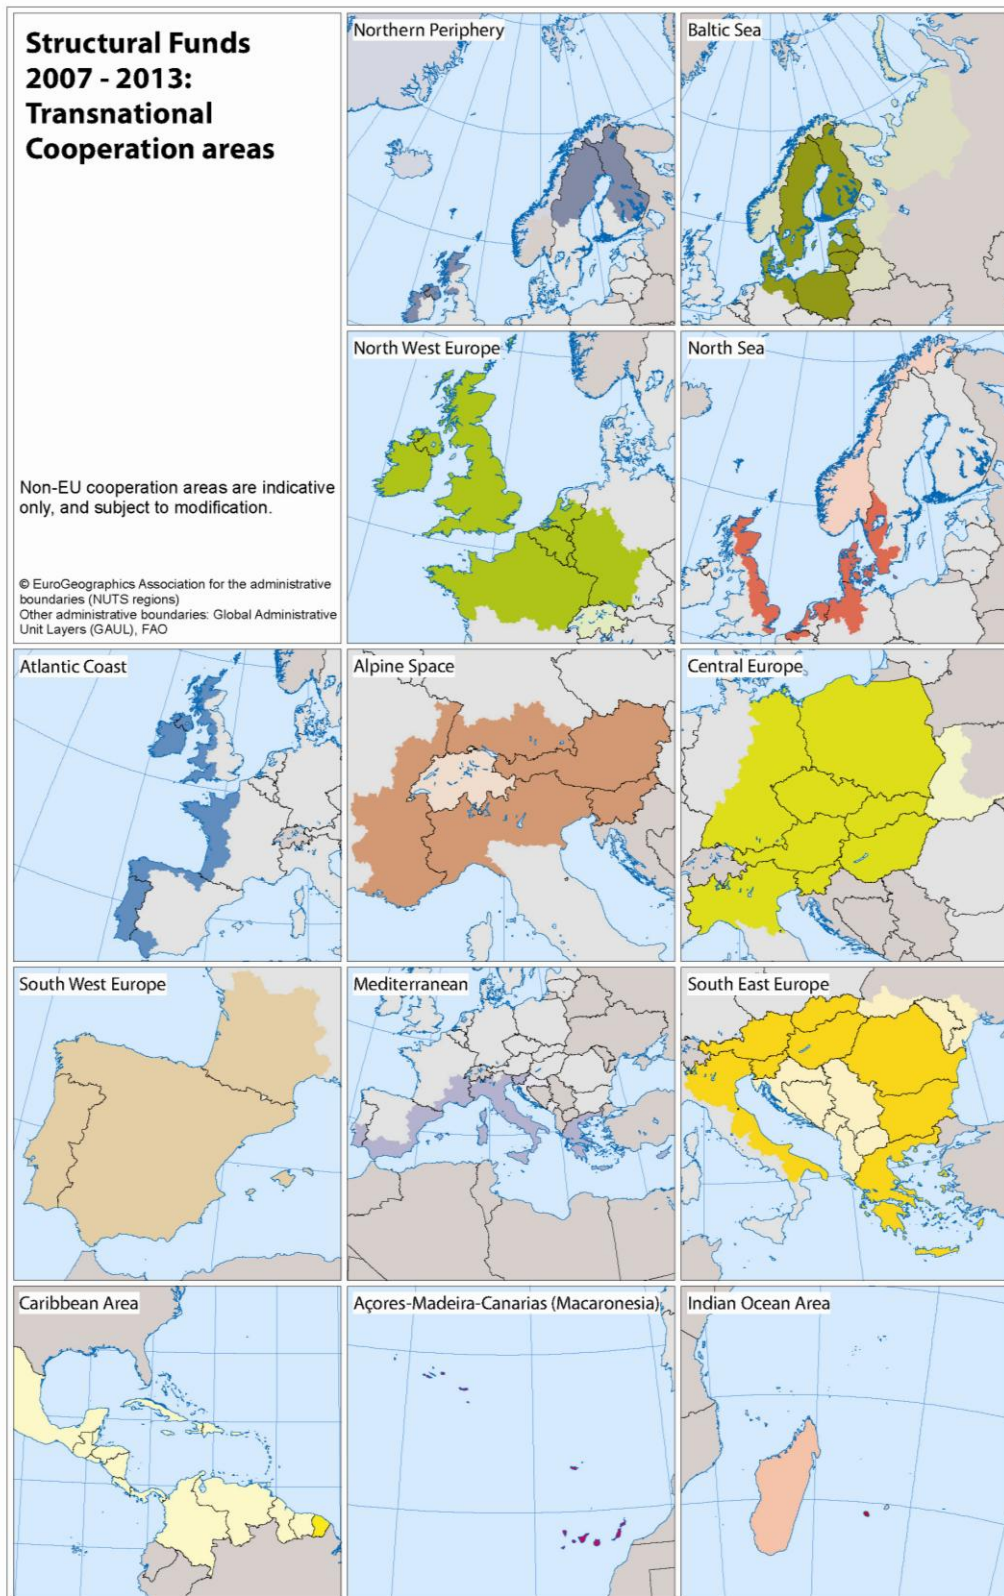 Structural Funds
2007 - 2013:
Transnational
Cooperation areas
Non-EU cooperation areas are indicative
only, and subject to modification.
© EuroGeographics Association for the administrative
boundaries (NUTS regions)
Other administrative boundaries: Global Administrative
Unit Layers (GAUL), FAO
Northern Periphery
Baltic Sea
North West Europe
North Sea
Atlantic Coast
Alpine Space
Central Europe
South West Europe
Mediterranean
South East Europe
Caribbean Area
Açores-Madeira-Canarias (Macaronesia)
Indian Ocean Area